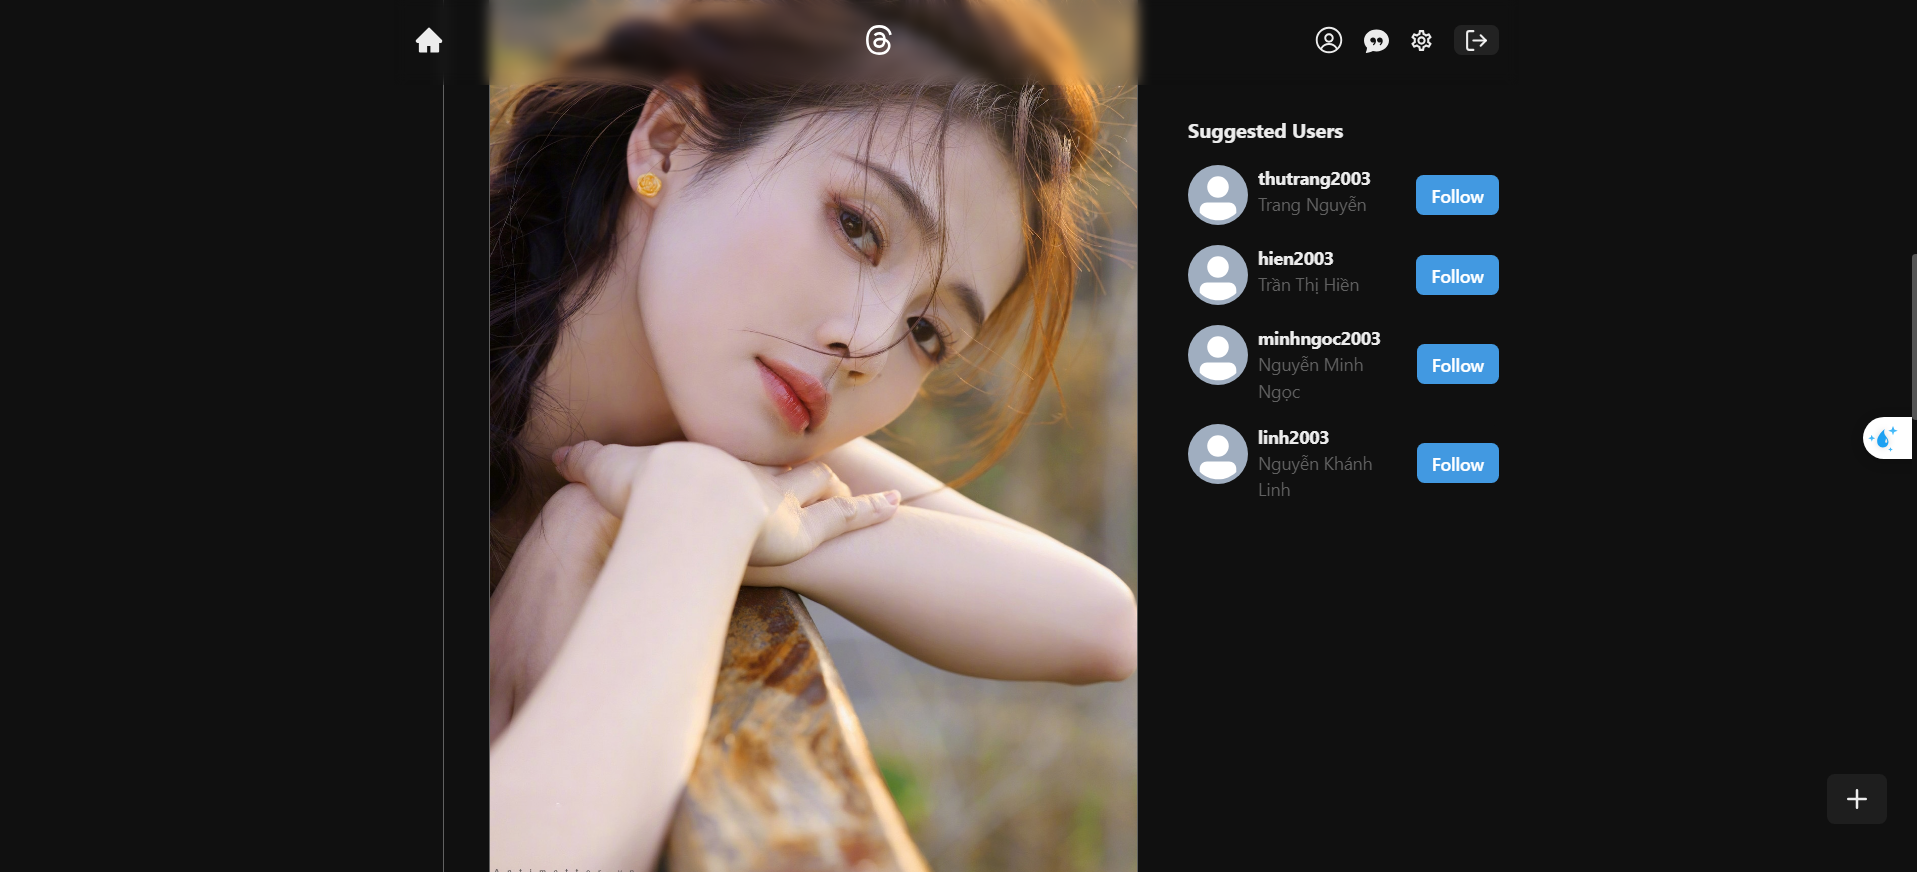 Suggested Users
thutrang2003
Trang Nguyễn
Follow
hien2003
Trần Thị Hiền
Follow
minhngoc2003
Nguyễn Minh
Ngọc
Follow
linh2003
Nguyễn Khánh
Linh
Follow